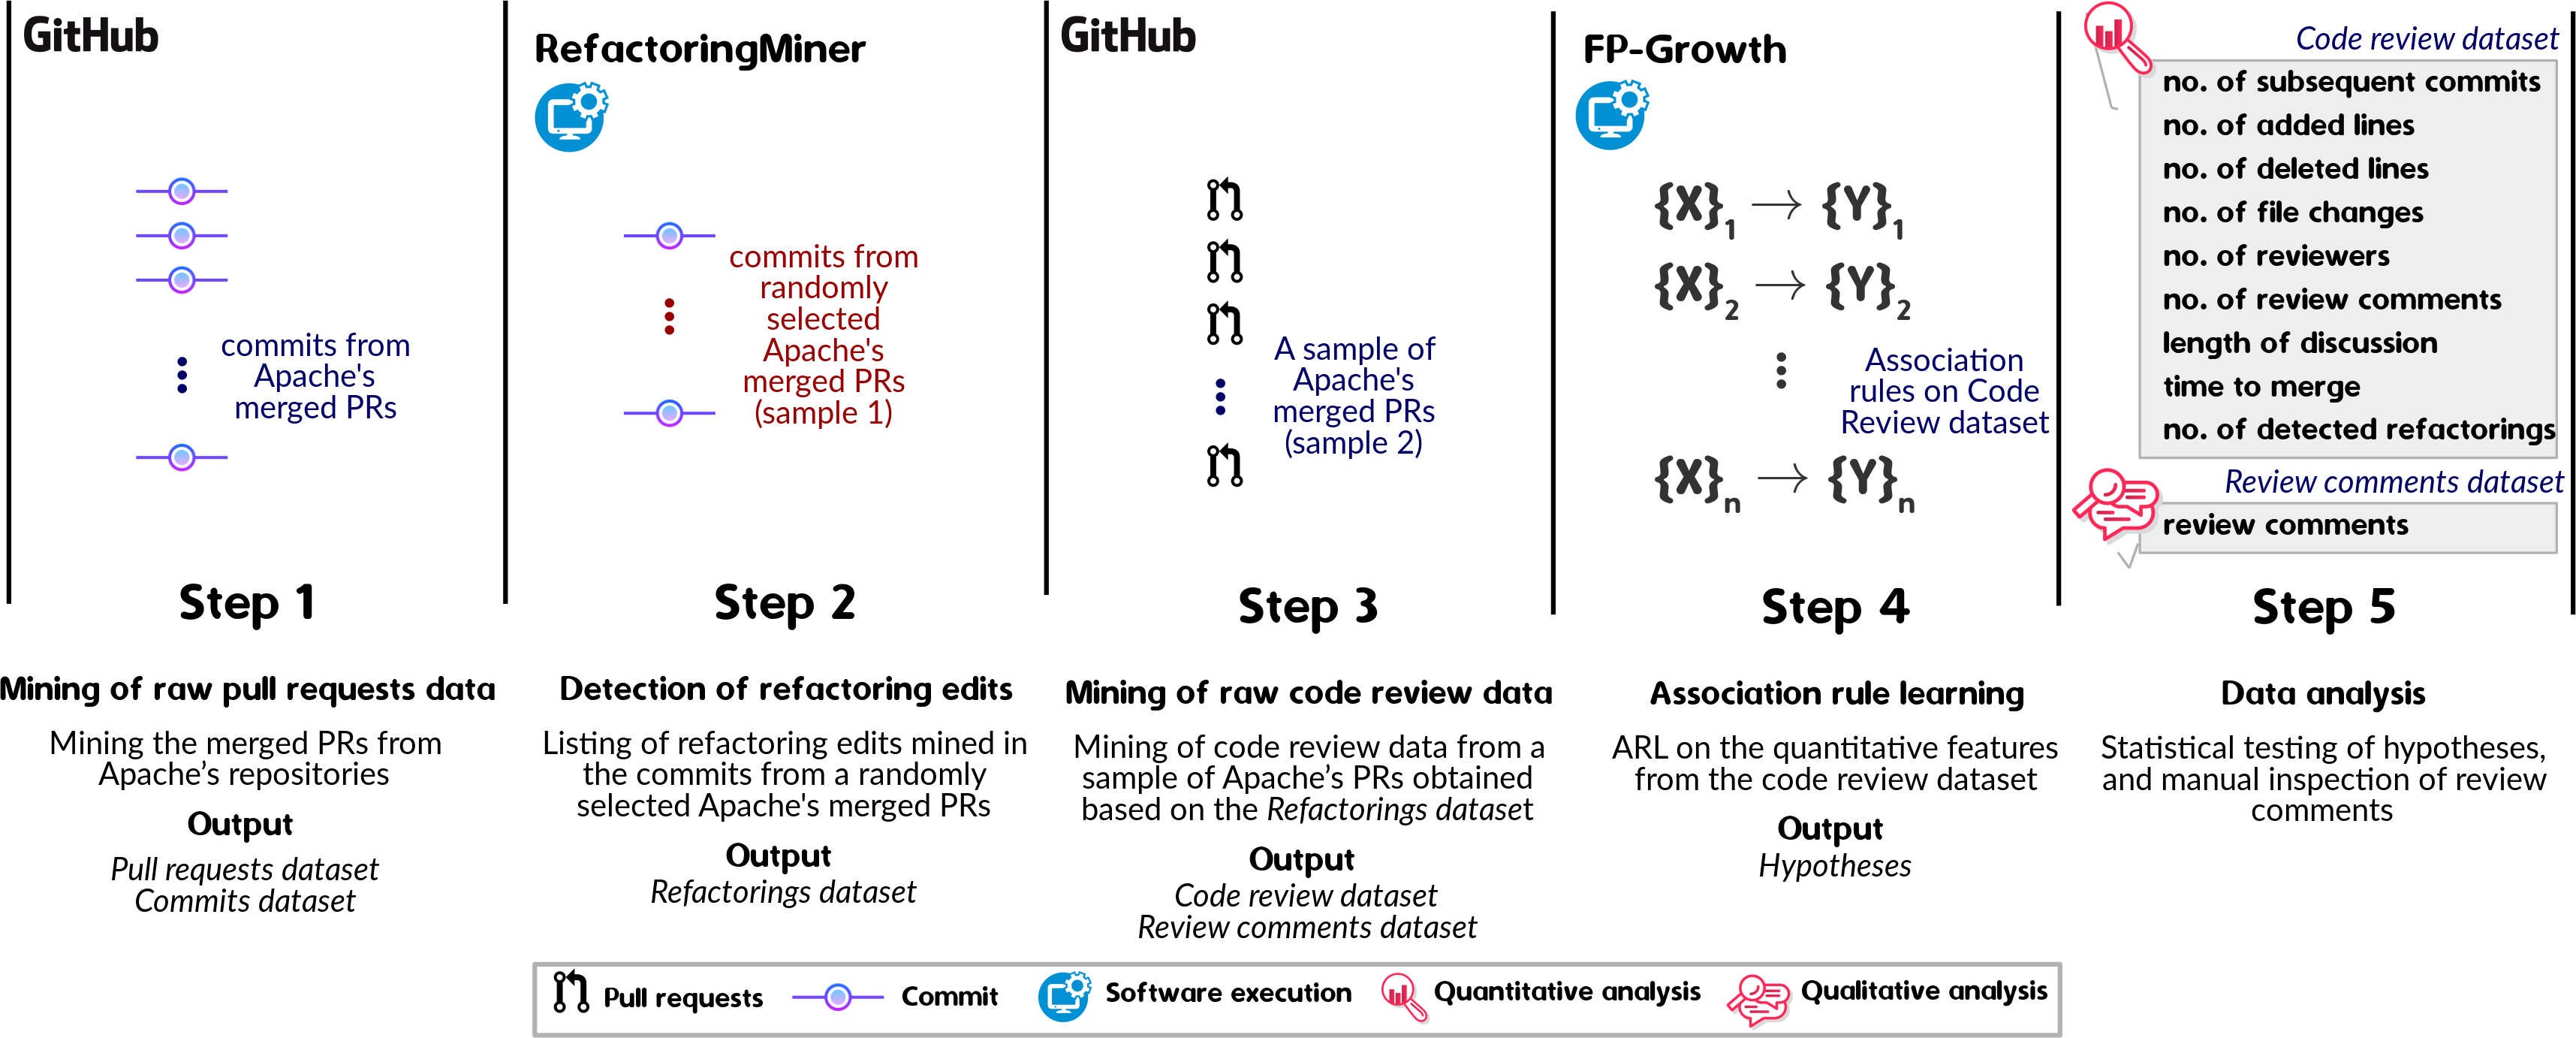 GitHub
commits from
Apache's
merged PRs
Step 1
Mining of raw pull requests data
Mining the merged PRs from
Apache’s repositories
Output
Pull requests dataset
Commits dataset
RefactoringMiner
commits from
randomly
selected
Apache's
merged PRs
(sample 1)
Step 2
Detection of refactoring edits
Listing of refactoring edits mined in
the commits from a randomly
selected Apache's merged PRs
Output
Refactorings dataset
GitHub
A sample of
Apache's
merged PRs
(sample 2)
Step 3
Mining of raw code review data
Mining of code review data from a
sample of Apache’s PRs obtained
based on the Refactorings dataset
Output
Code review dataset
Review comments dataset
FP-Growth
{X}1 → {Y}1
{X}2 → {Y}2
{X}n → {Y}n
Association
rules on Code
Review dataset
Step 4
Association rule learning
ARL on the quantitative features
from the code review dataset
Output
Hypotheses
Code review dataset
no. of subsequent commits
no. of added lines
no. of deleted lines
no. of file changes
no. of reviewers
no. of review comments
length of discussion
time to merge
no. of detected refactorings
Review comments dataset
review comments
Step 5
Data analysis
Statistical testing of hypotheses,
and manual inspection of review
comments
Pull requests
Commit
Software execution
Quantitative analysis
Qualitative analysis